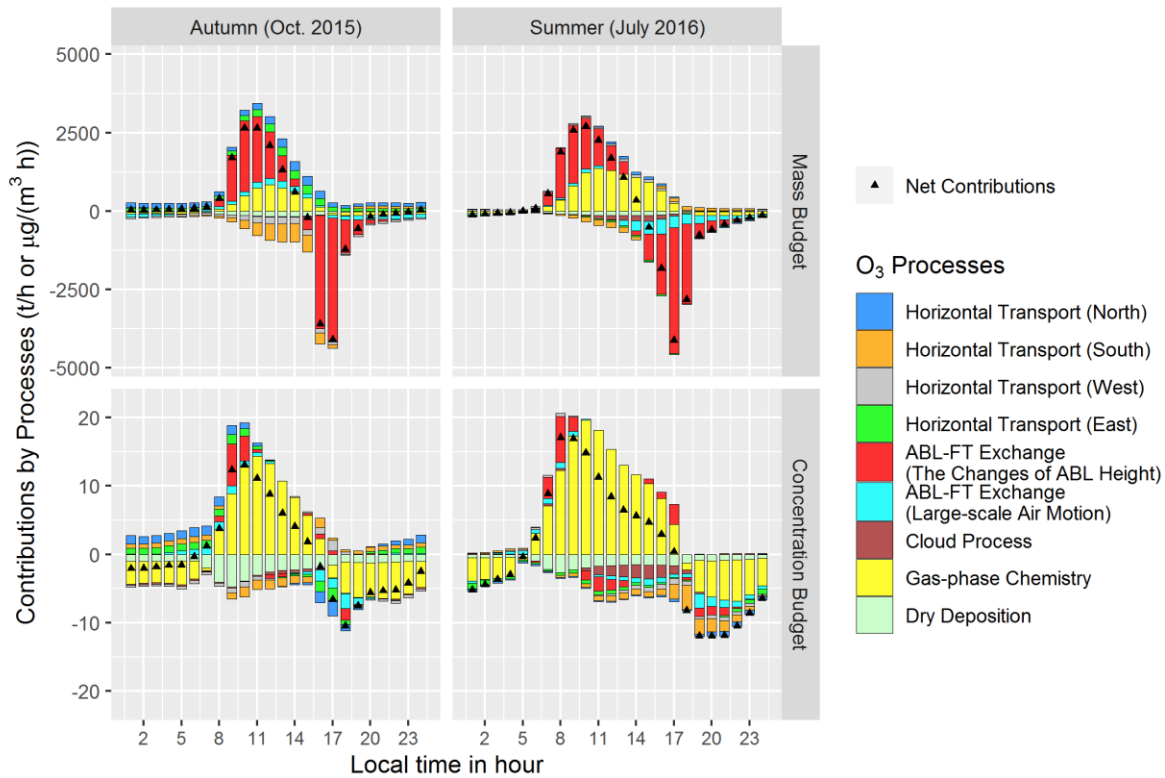 Autumn (Oct. 2015)
Summer (July 2016)
5000
2500
0
-2500
-5000
Mass Budget
20
10
0
-10
-20
Concentration Budget
Contributions by Processes (t/h or μg/(m³ h))
2 5 8 11 14 17 20 23
2 5 8 11 14 17 20 23
Local time in hour
Net Contributions
O₃ Processes
Horizontal Transport (North)
Horizontal Transport (South)
Horizontal Transport (West)
Horizontal Transport (East)
ABL-FT Exchange
(The Changes of ABL Height)
ABL-FT Exchange
(Large-scale Air Motion)
Cloud Process
Gas-phase Chemistry
Dry Deposition